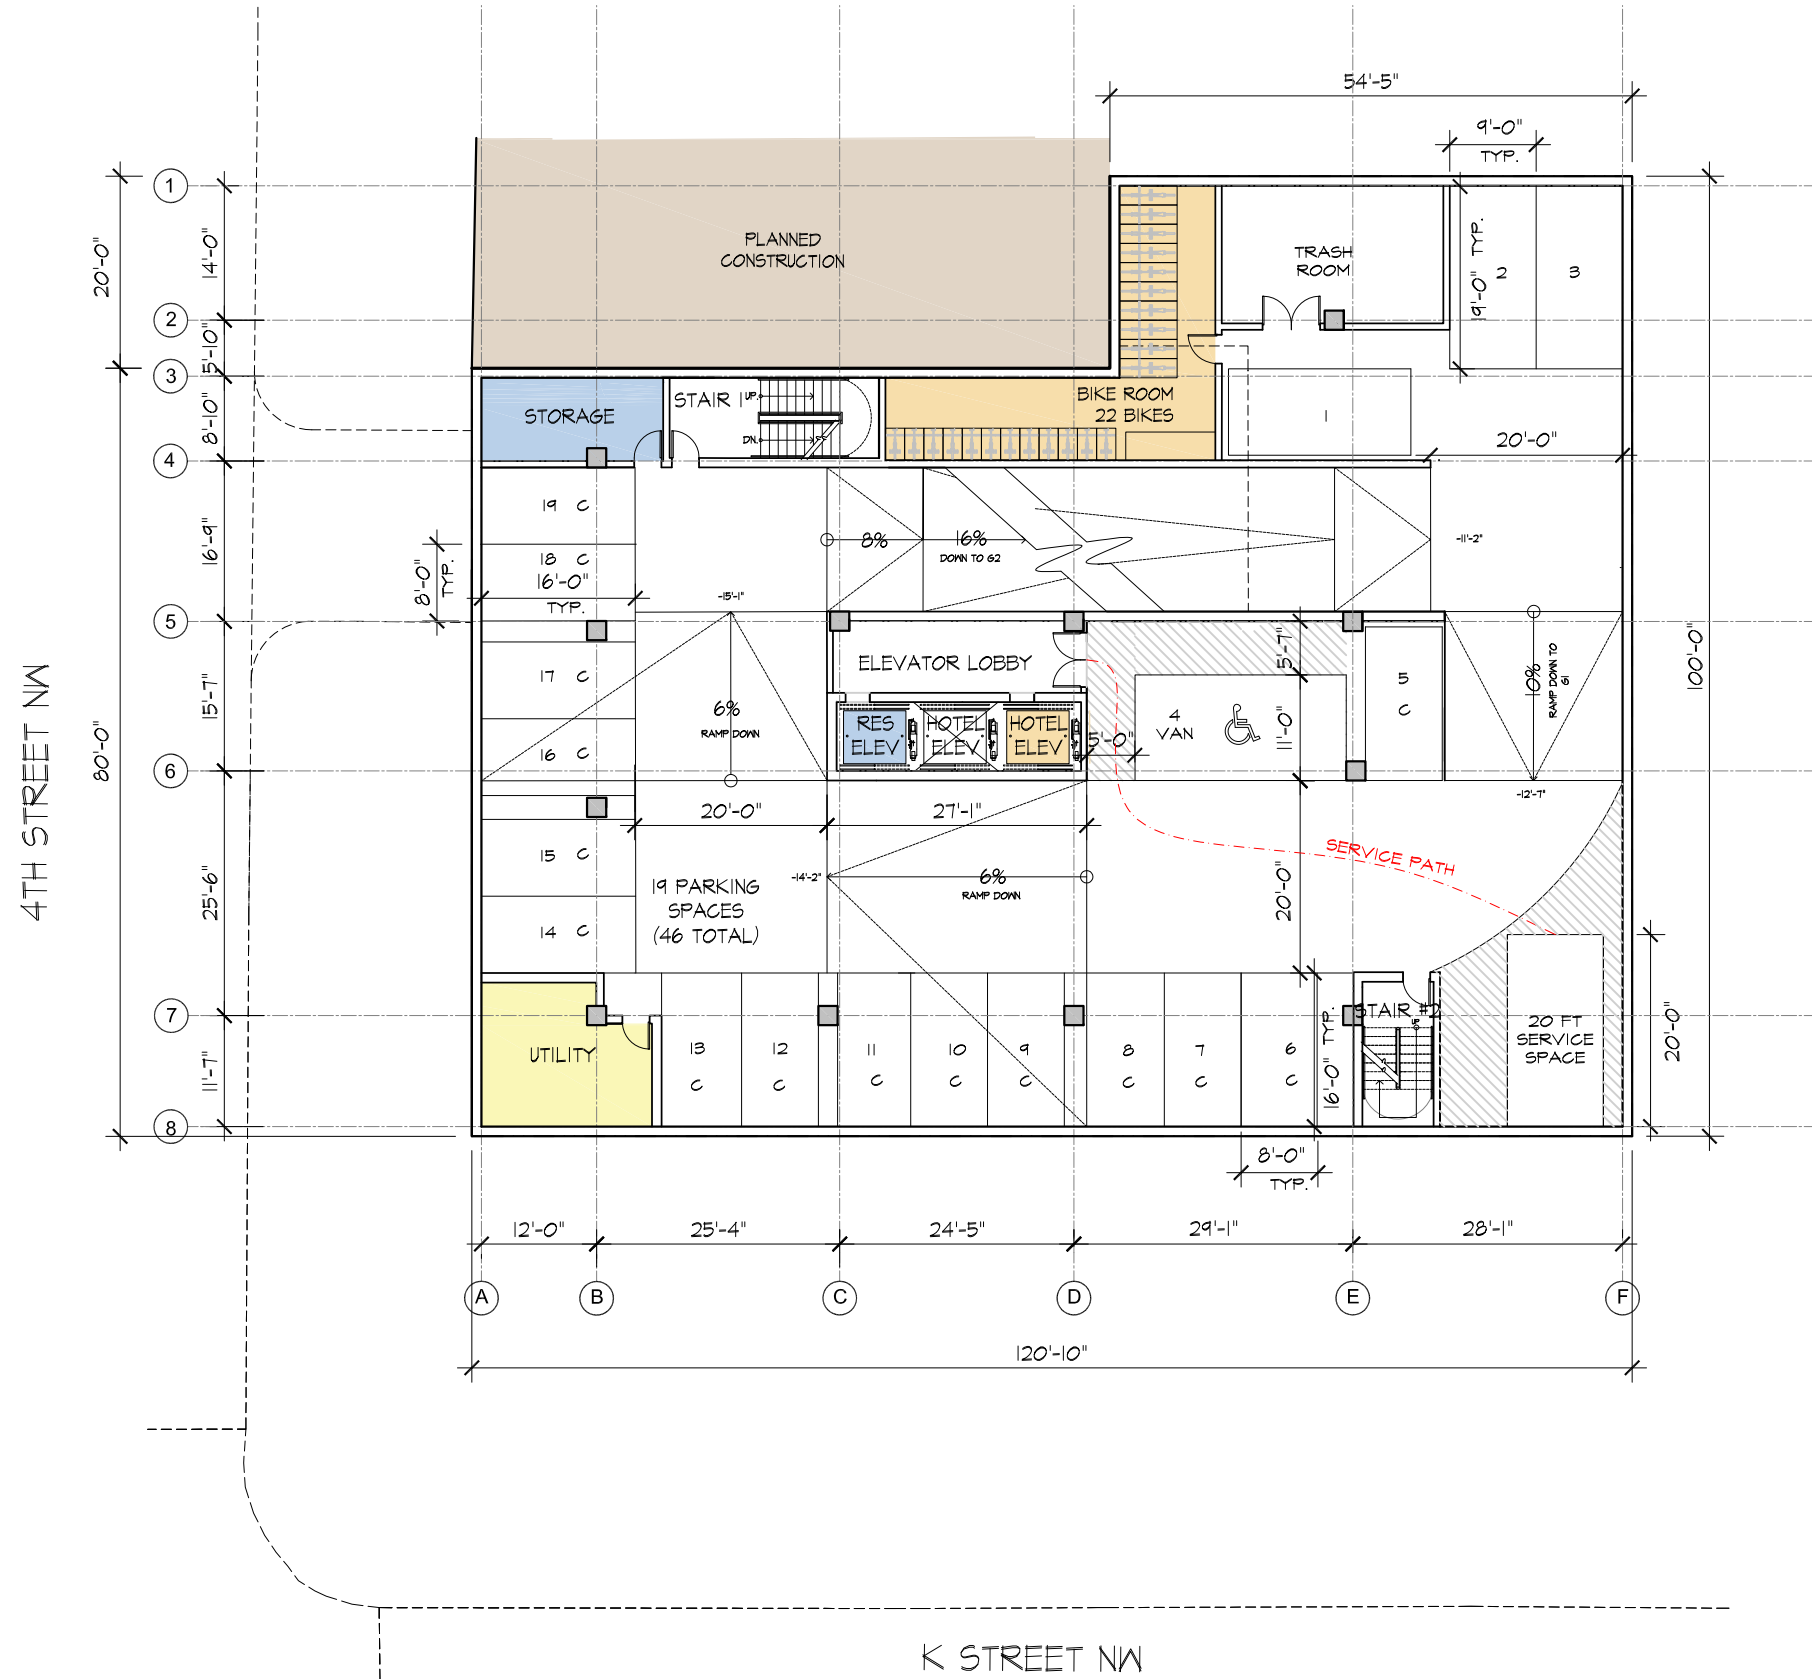 54'-5"
9'-0"
TYP.
1
20'-0"
14'-0"
PLANNED
CONSTRUCTION
TRASH
ROOM
19'-0" TYP.
2
3
2
5'-10"
3
8'-10"
STORAGE
STAIR 1
UP.
DN.
BIKE ROOM
22 BIKES
1
20'-0"
4
19 C
18 C
16'-0"
TYP.
8'-0"
TYP.
16'-9"
8%
16%
DOWN TO G2
-11'-2"
-15'-1"
5
ELEVATOR LOBBY
5'-7"
5
C
10%
RAMP DOWN TO
G1
100'-0"
4TH STREET NW
80'-0"
15'-7"
17 C
6%
RAMP DOWN
RES
ELEV
HOTEL
ELEV
HOTEL
ELEV
5'-0"
4
VAN
11'-0"
16 C
6
-12'-7"
20'-0"
27'-1"
25'-6"
15 C
-14'-2"
6%
RAMP DOWN
20'-0"
SERVICE PATH
19 PARKING
SPACES
(46 TOTAL)
14 C
7
11'-7"
UTILITY
13
C
12
C
11
C
10
C
9
C
8
C
7
C
6
C
16'-0" TYP.
STAIR #2
UP
20 FT
SERVICE
SPACE
20'-0"
8
8'-0"
TYP.
12'-0"
25'-4"
24'-5"
29'-1"
28'-1"
A
B
C
D
E
F
120'-10"
K STREET NW